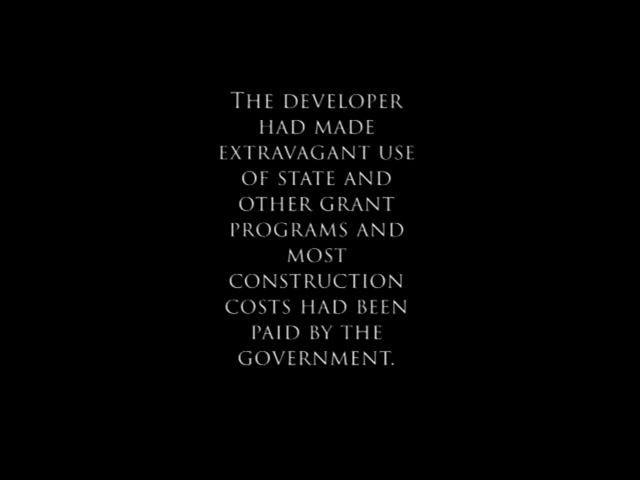 The developer
had made
extravagant use
of state and
other grant
programs and
most
construction
costs had been
paid by the
government.